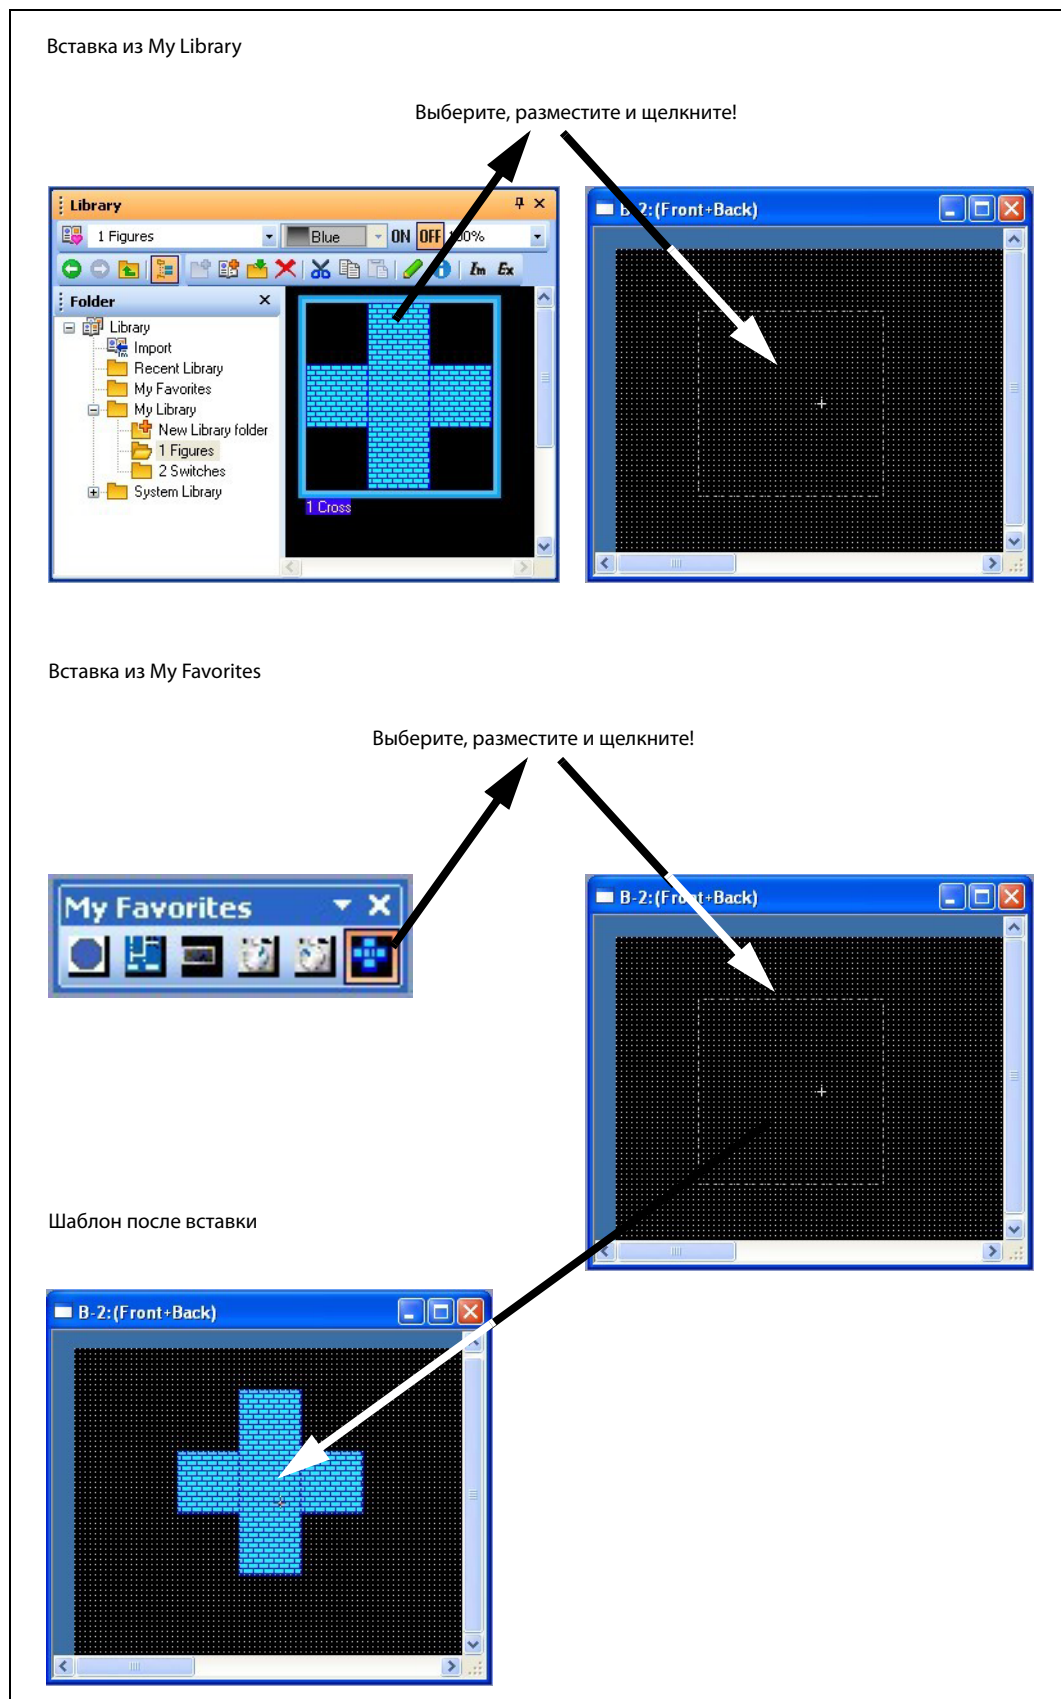 Вставка из My Library
Выберите, разместите и щелкните!
Library
1 Figures
Blue
ON
OFF
100%
Im
Ex
Folder
Library
Import
Recent Library
My Favorites
My Library
New Library folder
1 Figures
2 Switches
System Library
1 Cross
B-2:(Front+Back)
Вставка из My Favorites
Выберите, разместите и щелкните!
My Favorites
B-2:(Front+Back)
Шаблон после вставки
B-2:(Front+Back)